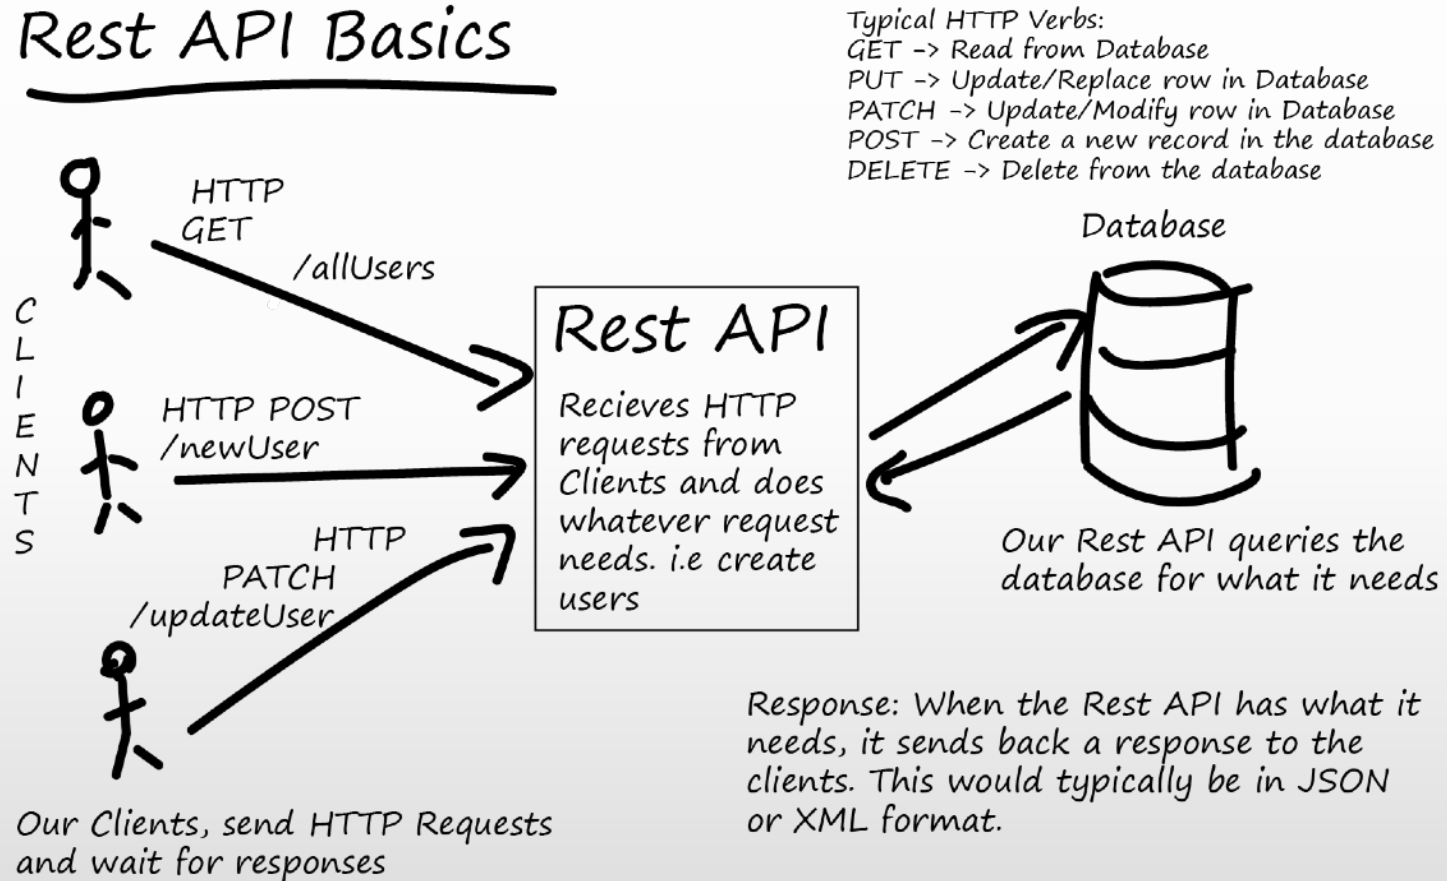 Rest API Basics
Typical HTTP Verbs:
GET -> Read from Database
PUT -> Update/Replace row in Database
PATCH -> Update/Modify row in Database
POST -> Create a new record in the database
DELETE -> Delete from the database
CLIENTS
HTTP
GET
/allUsers
HTTP POST
/newUser
HTTP
PATCH
/updateUser
Rest API
Recieves HTTP
requests from
Clients and does
whatever request
needs. i.e create
users
Database
Our Rest API queries the
database for what it needs
Response: When the Rest API has what it
needs, it sends back a response to the
clients. This would typically be in JSON
or XML format.
Our Clients, send HTTP Requests
and wait for responses